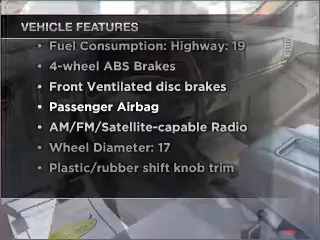 VEHICLE FEATURES
• Fuel Consumption: Highway: 19
• 4-wheel ABS Brakes
• Front Ventilated disc brakes
• Passenger Airbag
• AM/FM/Satellite-capable Radio
• Wheel Diameter: 17
• Plastic/rubber shift knob trim